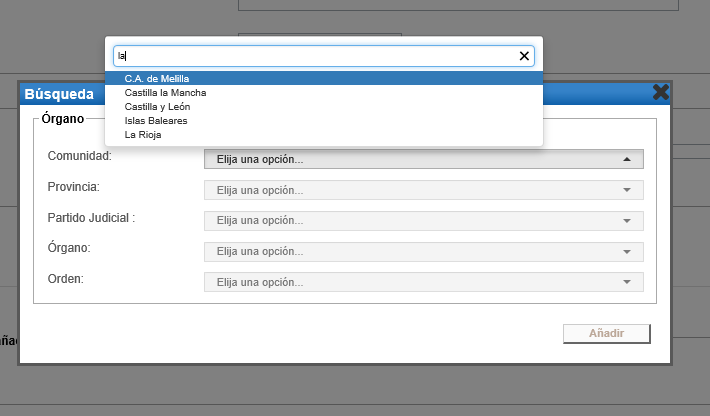 la
C.A. de Melilla
Castilla la Mancha
Castilla y León
Islas Baleares
La Rioja
Búsqueda
Órgano
Comunidad: Elija una opción...
Provincia: Elija una opción...
Partido Judicial : Elija una opción...
Órgano: Elija una opción...
Orden: Elija una opción...
Añadir